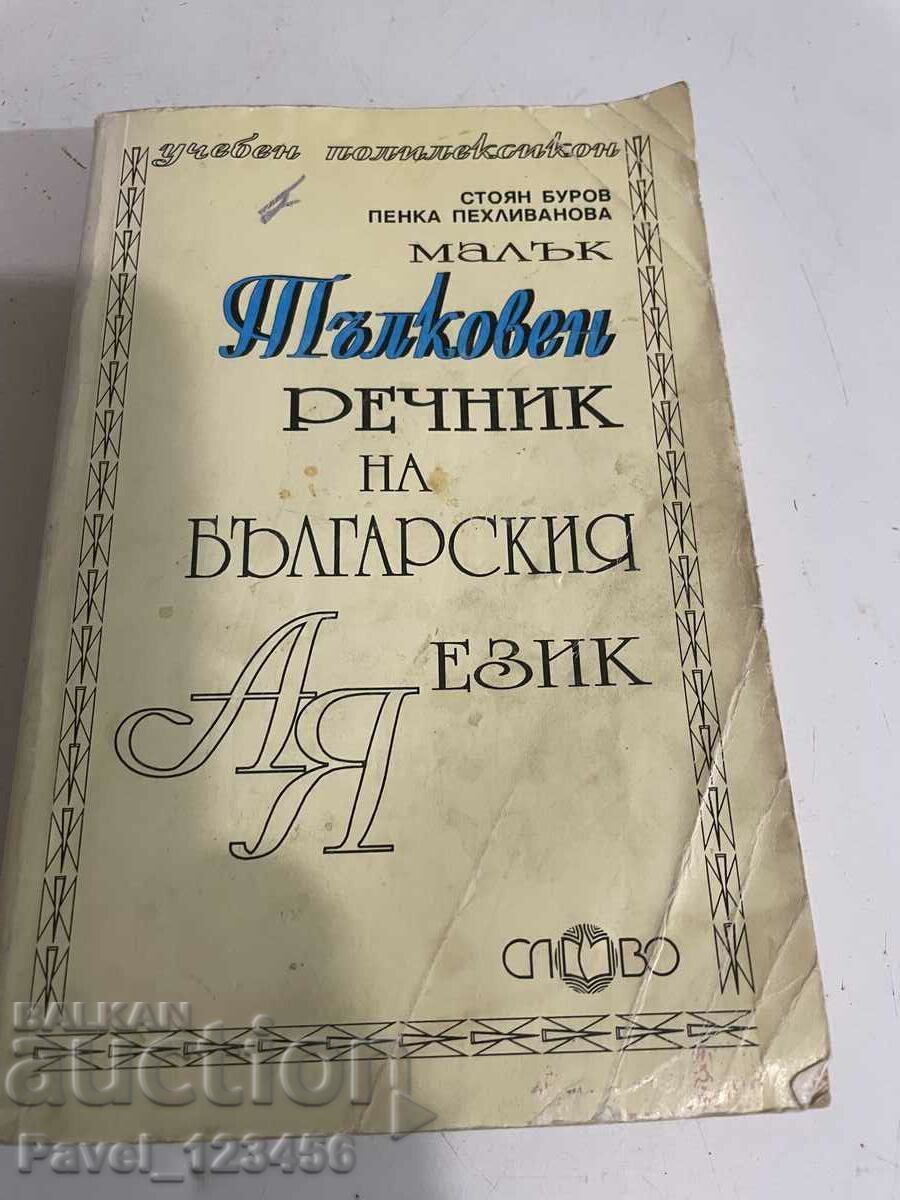 учебен полилексикон
СТОЯН БУРОВ
ПЕНКА ПЕХЛИВАНОВА
МАЛЪК
Тълковен
РЕЧНИК
НА
БЪЛГАРСКИЯ
ЕЗИК
А Я
СЛОВО
BALKAN
auction
Pavel_123456